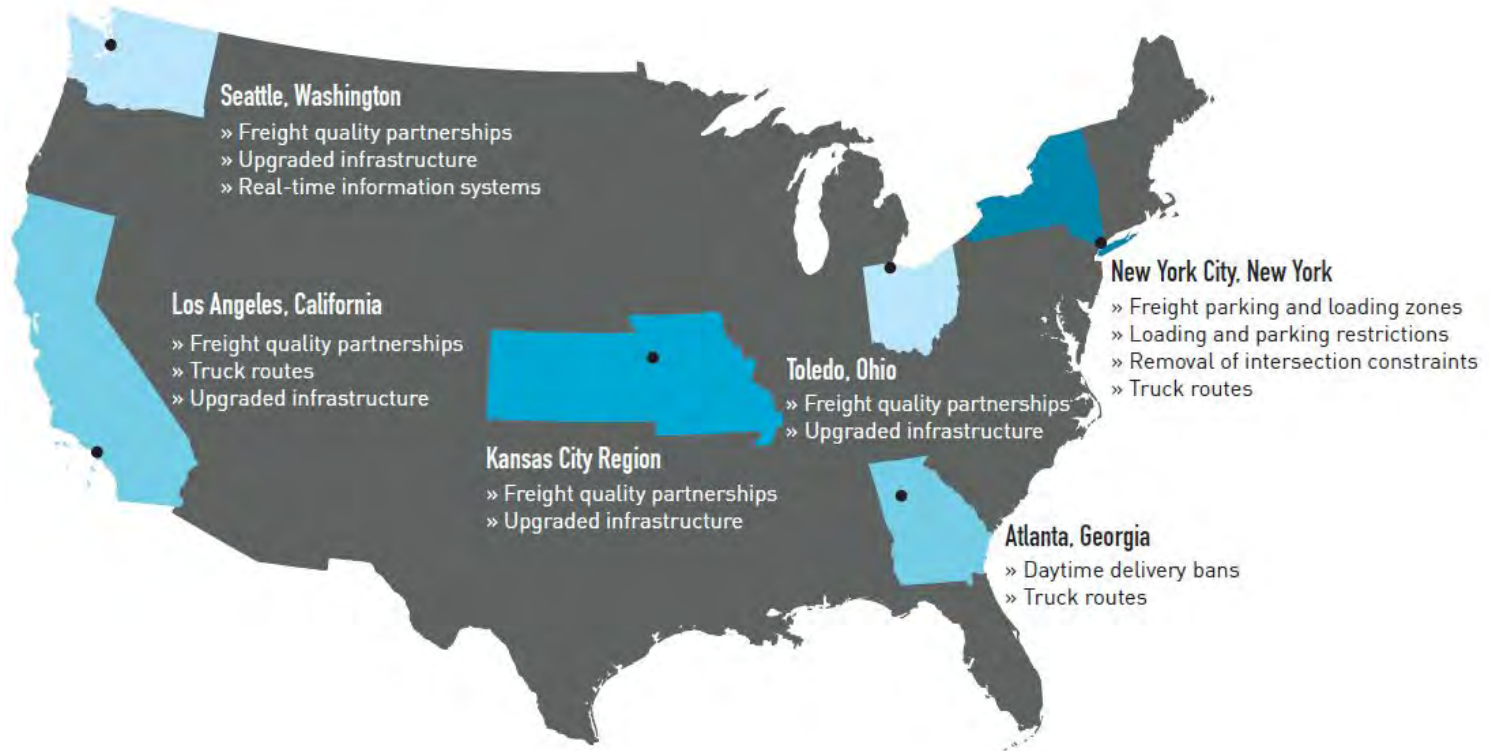 Seattle, Washington
» Freight quality partnerships
» Upgraded infrastructure
» Real-time information systems
Los Angeles, California
» Freight quality partnerships
» Truck routes
» Upgraded infrastructure
Kansas City Region
» Freight quality partnerships
» Upgraded infrastructure
Toledo, Ohio
» Freight quality partnerships
» Upgraded infrastructure
New York City, New York
» Freight parking and loading zones
» Loading and parking restrictions
» Removal of intersection constraints
» Truck routes
Atlanta, Georgia
» Daytime delivery bans
» Truck routes